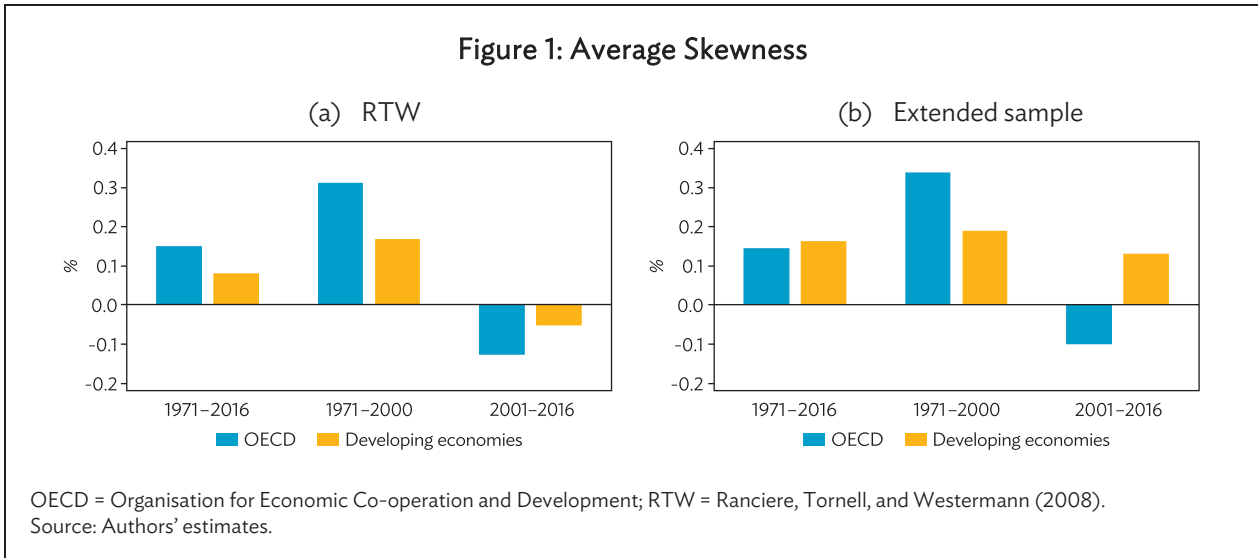 Figure 1: Average Skewness
(a) RTW
0.4
0.3
0.2
0.1
0.0
-0.1
-0.2
%
1971–2016 1971–2000 2001–2016
OECD Developing economies
(b) Extended sample
0.4
0.3
0.2
0.1
0.0
-0.1
-0.2
%
1971–2016 1971–2000 2001–2016
OECD Developing economies
OECD = Organisation for Economic Co-operation and Development; RTW = Ranciere, Tornell, and Westermann (2008).
Source: Authors’ estimates.